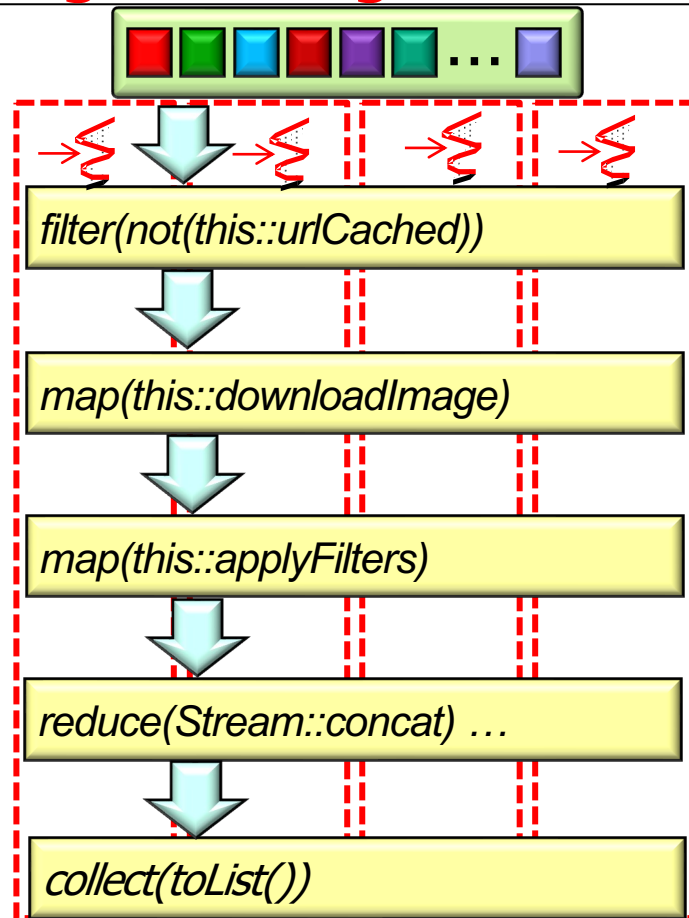 ...
filter(not(this::urlCached))
map(this::downloadImage)
map(this::applyFilters)
reduce(Stream::concat) …
collect(toList())